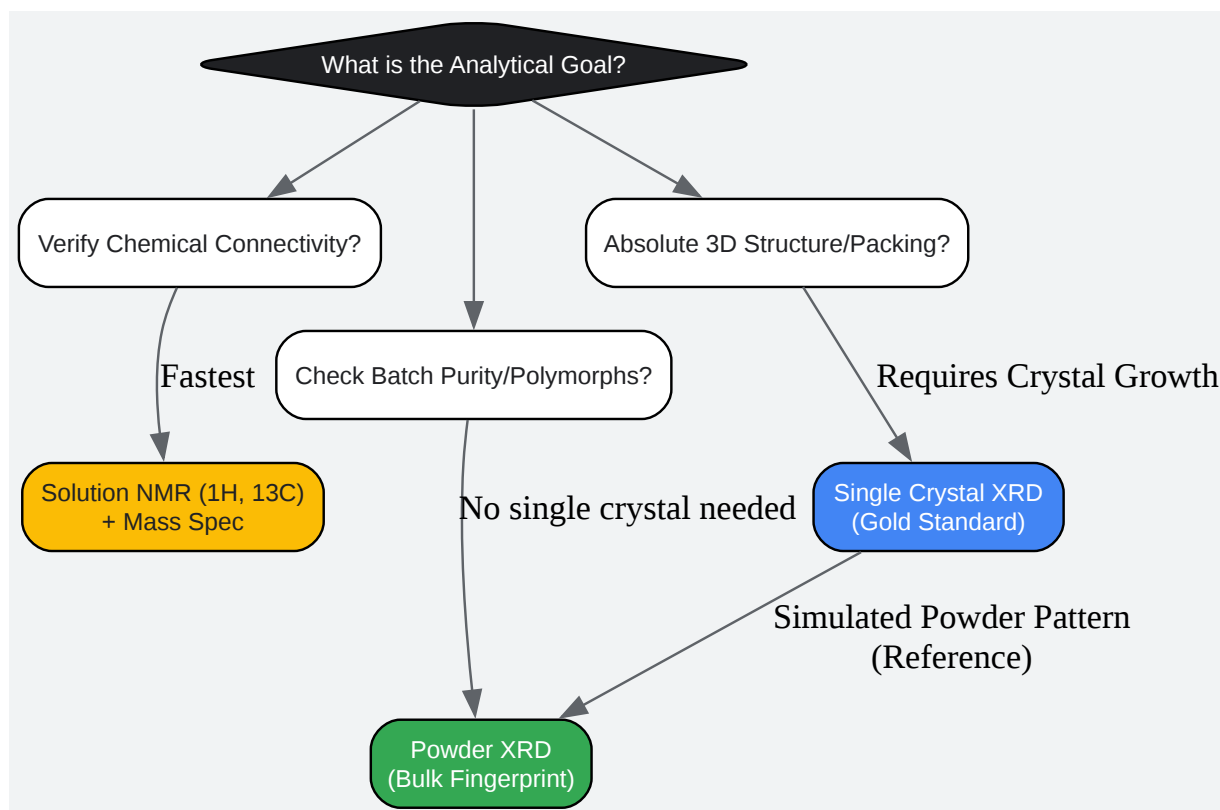 What is the Analytical Goal?
Verify Chemical Connectivity?
Absolute 3D Structure/Packing?
Check Batch Purity/Polymorphs?
Fastest
Requires Crystal Growth
Solution NMR (1H, 13C)
+ Mass Spec
No single crystal needed
Single Crystal XRD
(Gold Standard)
Simulated Powder Pattern
(Reference)
Powder XRD
(Bulk Fingerprint)